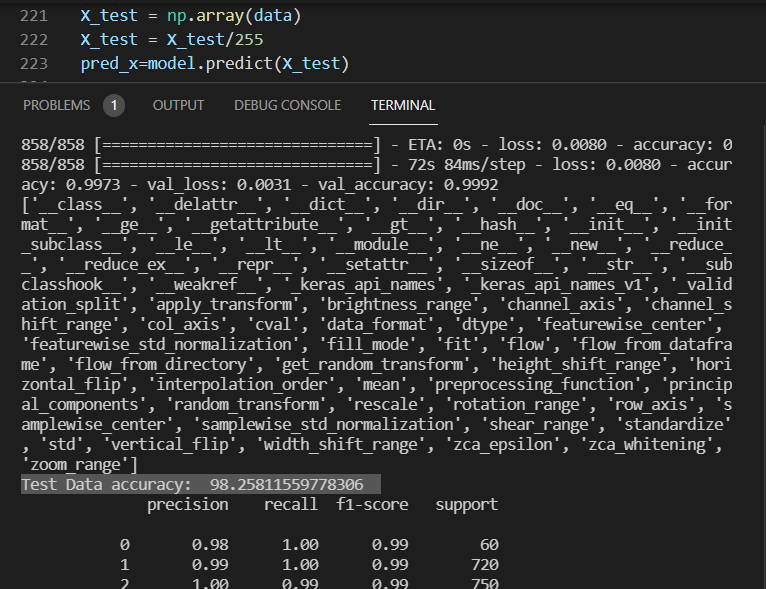 221 X_test = np.array(data)
222 X_test = X_test/255
223 pred_x=model.predict(X_test)
PROBLEMS 1 OUTPUT DEBUG CONSOLE TERMINAL
858/858 [==============================] - ETA: 0s - loss: 0.0080 - accuracy: 0
858/858 [==============================] - 72s 84ms/step - loss: 0.0080 - accur
acy: 0.9973 - val_loss: 0.0031 - val_accuracy: 0.9992
['__class__', '__delattr__', '__dict__', '__dir__', '__doc__', '__eq__', '__for
mat__', '__ge__', '__getattribute__', '__gt__', '__hash__', '__init__', '__init
_subclass__', '__le__', '__lt__', '__module__', '__ne__', '__new__', '__reduce_
_', '__reduce_ex__', '__repr__', '__setattr__', '__sizeof__', '__str__', '__sub
classhook__', '__weakref__', '_keras_api_names', '_keras_api_names_v1', '_valid
ation_split', 'apply_transform', 'brightness_range', 'channel_axis', 'channel_s
hift_range', 'col_axis', 'cval', 'data_format', 'dtype', 'featurewise_center',
'featurewise_std_normalization', 'fill_mode', 'fit', 'flow', 'flow_from_datafra
me', 'flow_from_directory', 'get_random_transform', 'height_shift_range', 'hori
zontal_flip', 'interpolation_order', 'mean', 'preprocessing_function', 'princip
al_components', 'random_transform', 'rescale', 'rotation_range', 'row_axis', 's
amplewise_center', 'samplewise_std_normalization', 'shear_range', 'standardize'
, 'std', 'vertical_flip', 'width_shift_range', 'zca_epsilon', 'zca_whitening',
'zoom_range']
Test Data accuracy:  98.25811559778306
precision recall f1-score support
0 0.98 1.00 0.99 60
1 0.99 1.00 0.99 720
2 1.00 0.99 0.99 750